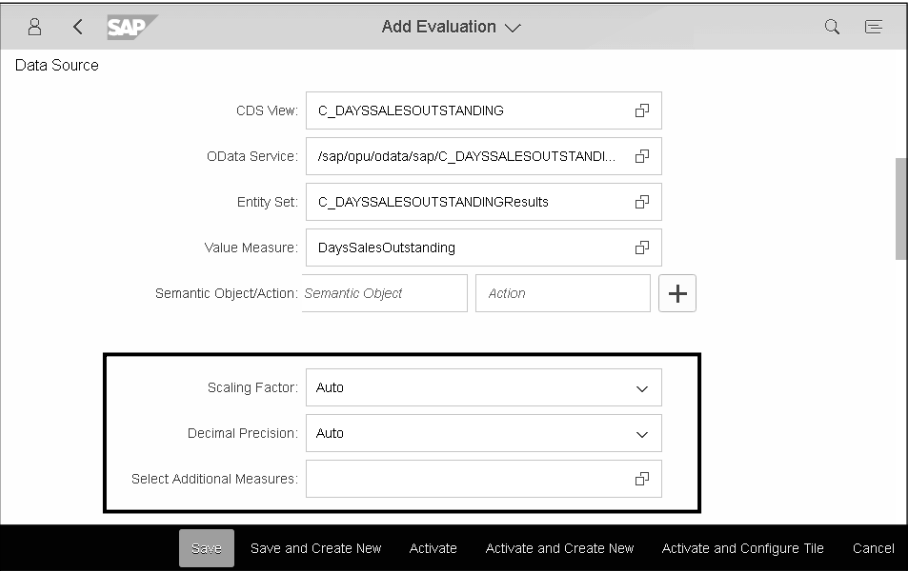 SAP Add Evaluation
Data Source
CDS View: C_DAYSSALESOUTSTANDING
OData Service: /sap/opu/odata/sap/C_DAYSSALESOUTSTANDI...
Entity Set: C_DAYSSALESOUTSTANDINGResults
Value Measure: DaysSalesOutstanding
Semantic Object/Action: Semantic Object Action
Scaling Factor: Auto
Decimal Precision: Auto
Select Additional Measures:
Save Save and Create New Activate Activate and Create New Activate and Configure Tile Cancel